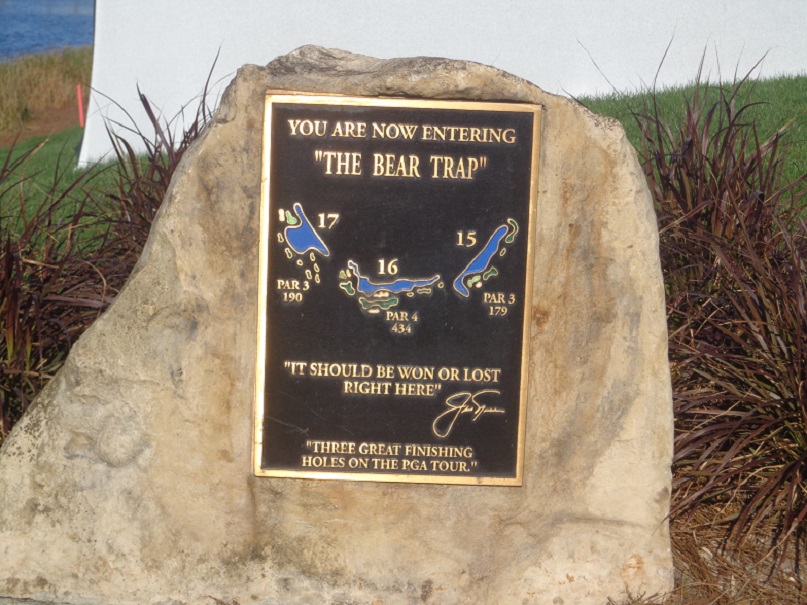 YOU ARE NOW ENTERING
"THE BEAR TRAP"
17
PAR 3
190
16
PAR 4
434
15
PAR 3
179
"IT SHOULD BE WON OR LOST
RIGHT HERE"
"THREE GREAT FINISHING
HOLES ON THE PGA TOUR."